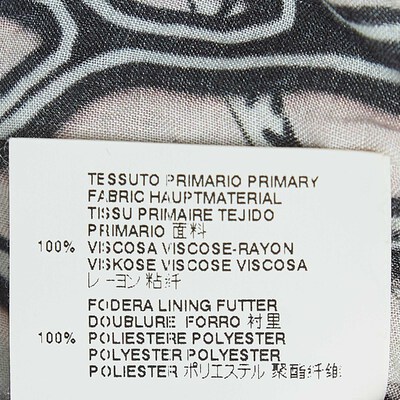 TESSUTO PRIMARIO PRIMARY
FABRIC HAUPTMATERIAL
TISSU PRIMAIRE TEJIDO
PRIMARIO 面料
100% VISCOSA VISCOSE-RAYON
VISKOSE VISCOSE VISCOSA
レーヨン 粘纤
FODERA LINING FUTTER
DOUBLURE FORRO 衬里
100% POLIESTERE POLYESTER
POLYESTER POLYESTER
POLIESTER ポリエステル 聚酯纤维